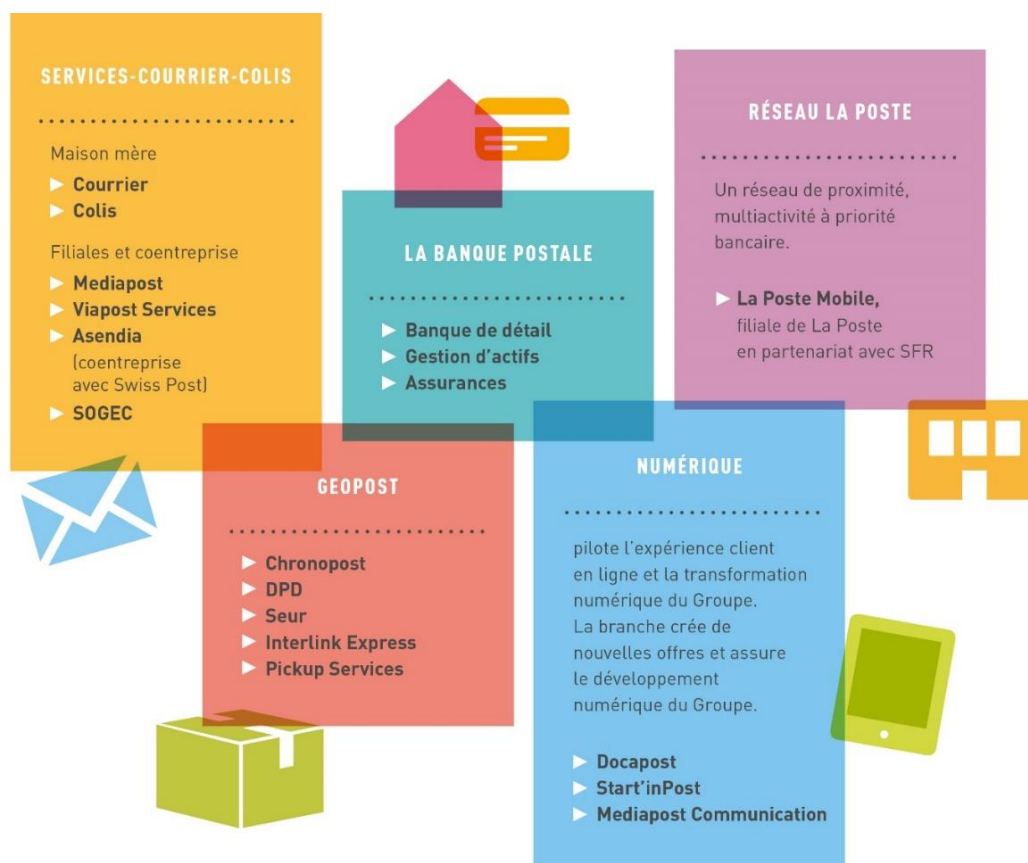 SERVICES-COURRIER-COLIS
Maison mère
Courrier
Colis
Filiales et coentreprise
Mediapost
Viapost Services
Asendia
(coentreprise
avec Swiss Post)
SOGEC
LA BANQUE POSTALE
Banque de détail
Gestion d'actifs
Assurances
RÉSEAU LA POSTE
Un réseau de proximité,
multiactivité à priorité
bancaire.
La Poste Mobile,
filiale de La Poste
en partenariat avec SFR
GEOPOST
Chronopost
DPD
Seur
Interlink Express
Pickup Services
NUMÉRIQUE
pilote l'expérience client
en ligne et la transformation
numérique du Groupe.
La branche crée de
nouvelles offres et assure
le développement
numérique du Groupe.
Docapost
Start'inPost
Mediapost Communication